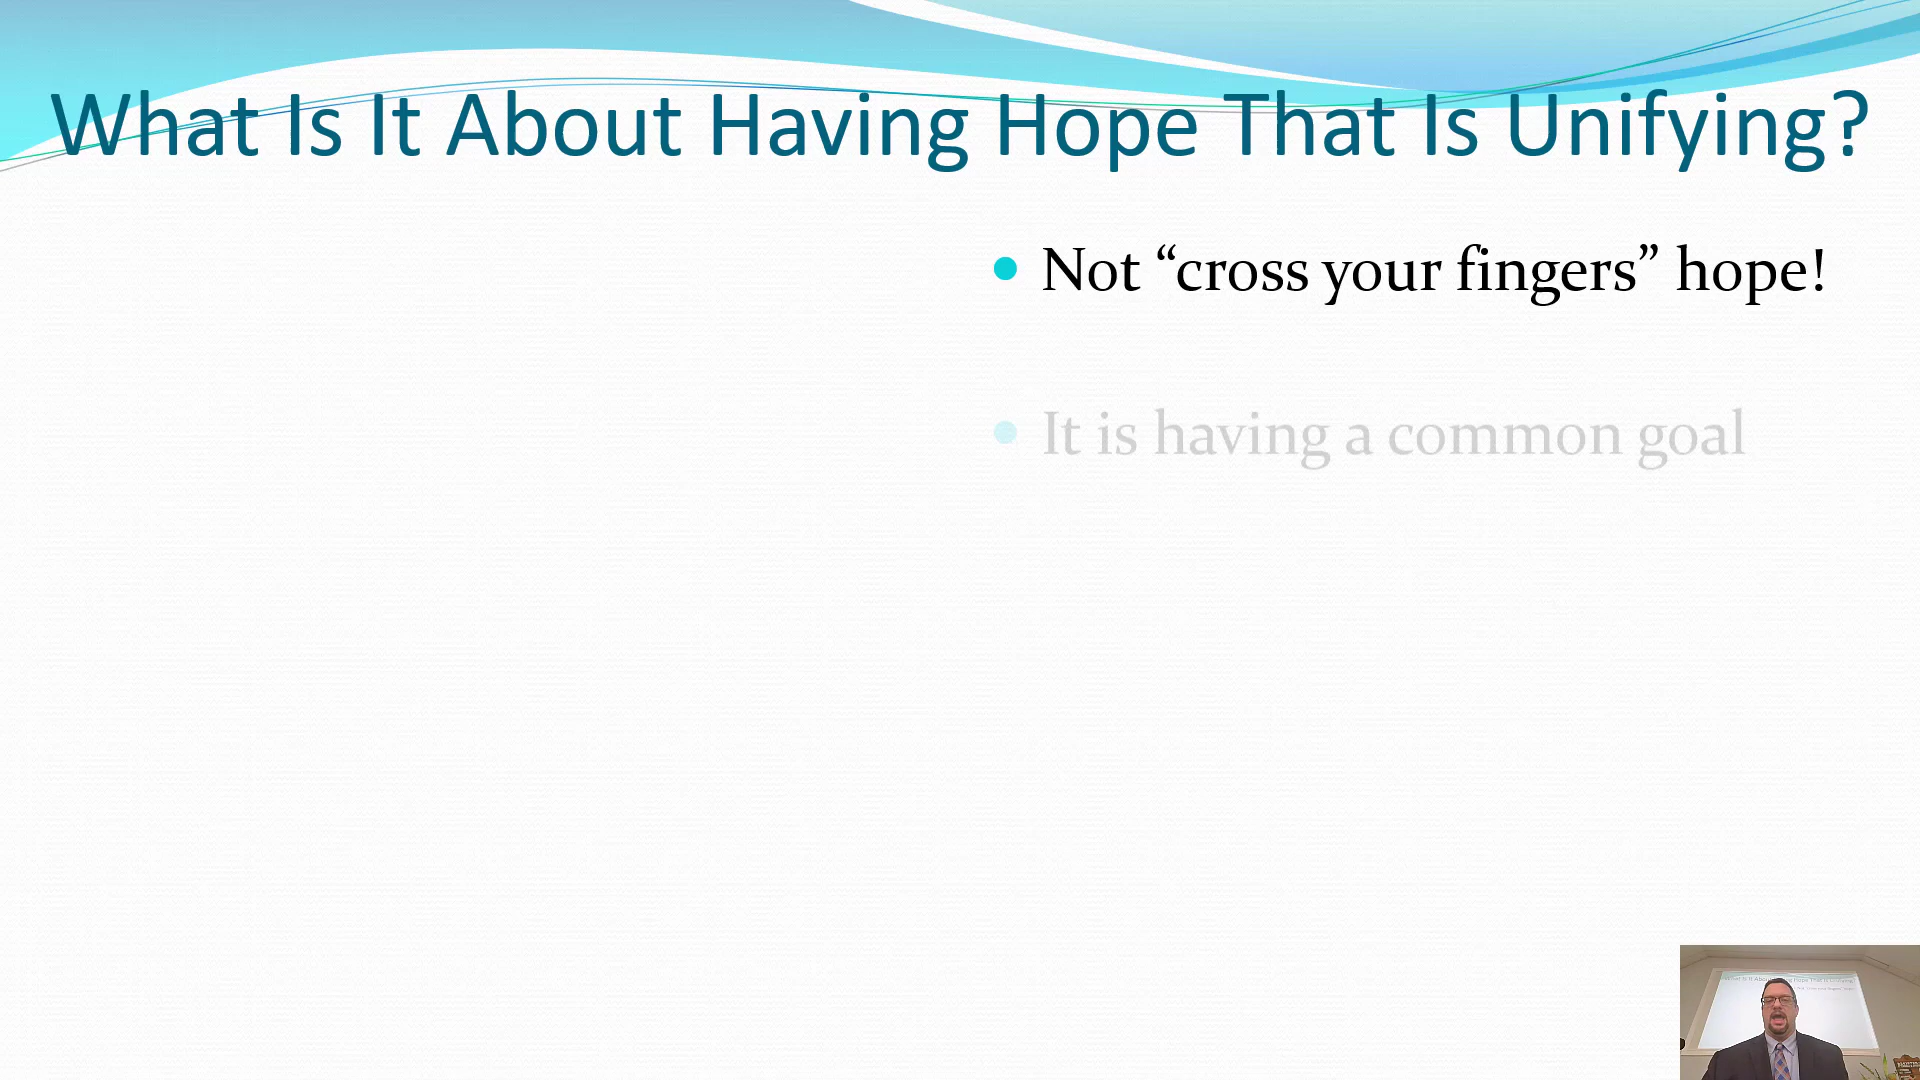 What Is It About Having Hope That Is Unifying?
Not “cross your fingers” hope!
It is having a common goal